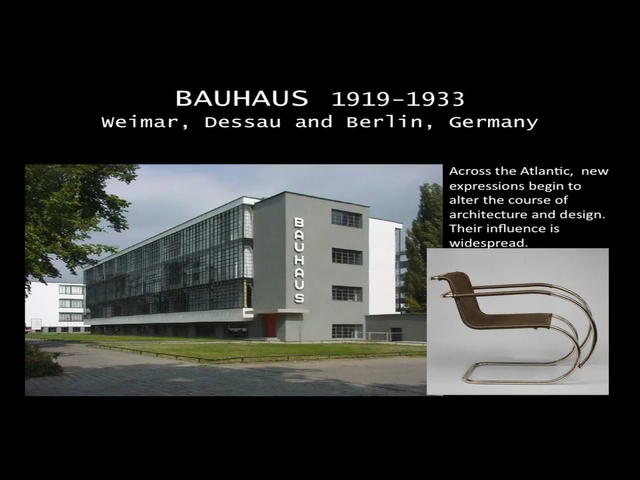 BAUHAUS 1919-1933
Weimar, Dessau and Berlin, Germany
Across the Atlantic, new
expressions begin to
alter the course of
architecture and design.
Their influence is
widespread.
BAUHAUS